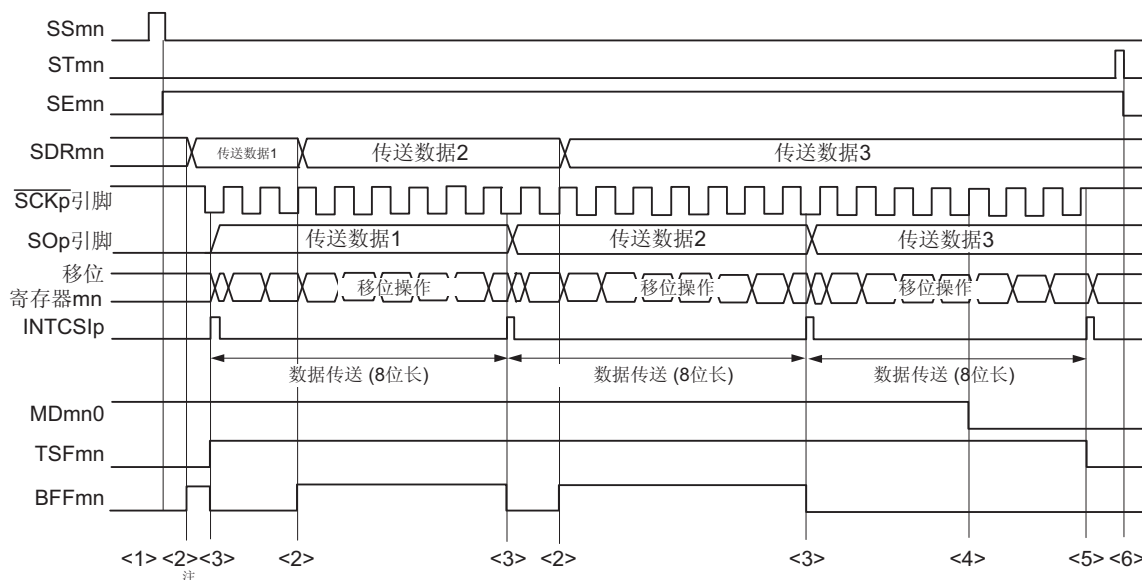 SSmn
STmn
SEmn
SDRmn 传送数据1 传送数据2 传送数据3
SCKp引脚
SOp引脚 传送数据1 传送数据2 传送数据3
移位
寄存器mn 移位操作 移位操作 移位操作
INTCSIp
数据传送 (8位长) 数据传送 (8位长) 数据传送 (8位长)
MDmn0
TSFmn
BFFmn
<1> <2> <3> <2> <3> <2> <3> <4> <5> <6>
注